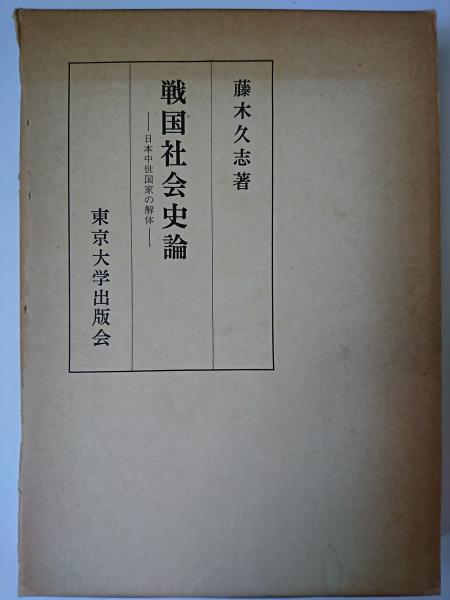 藤木久志著
戦国社会史論
―日本中世国家の解体―
東京大学出版会